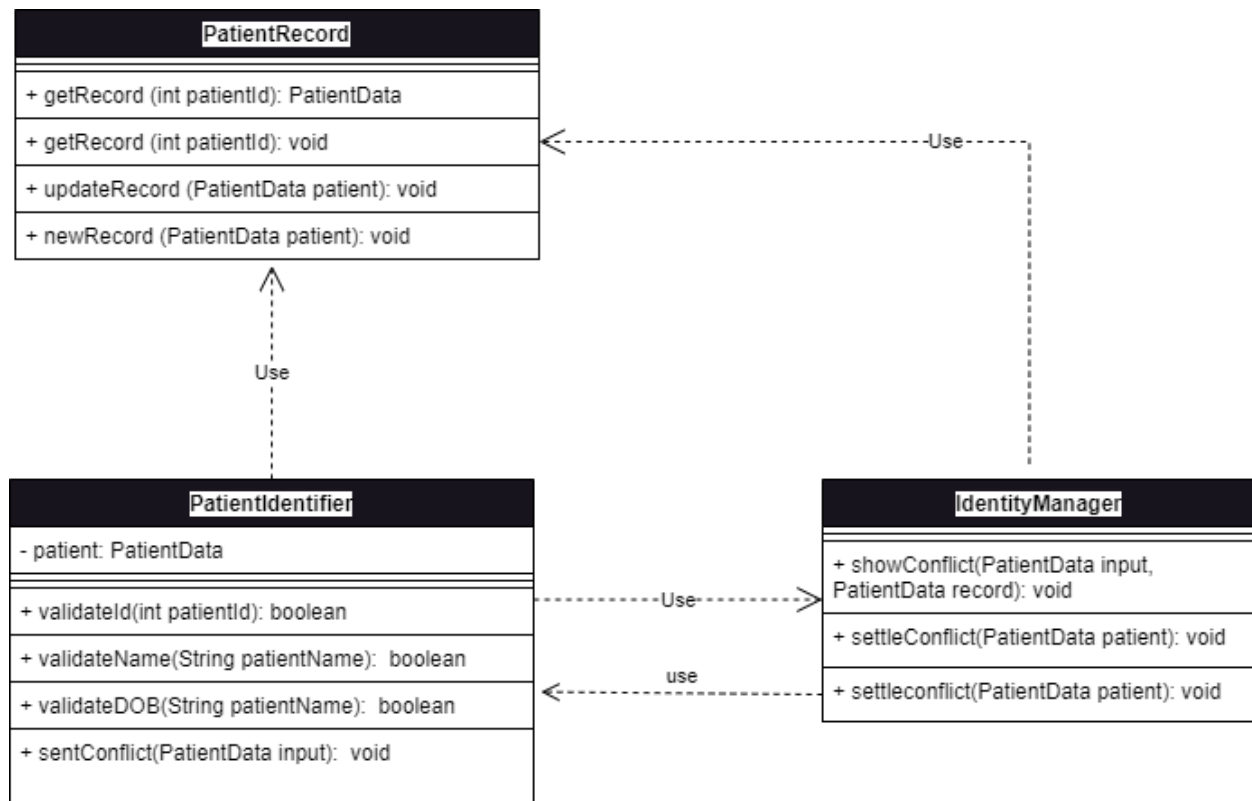 PatientRecord
+ getRecord (int patientId): PatientData
+ getRecord (int patientId): void
+ updateRecord (PatientData patient): void
+ newRecord (PatientData patient): void
Use
Use
PatientIdentifier
- patient: PatientData
+ validateId(int patientId): boolean
+ validateName(String patientName): boolean
+ validateDOB(String patientName): boolean
+ sentConflict(PatientData input): void
Use
use
IdentityManager
+ showConflict(PatientData input,
PatientData record): void
+ settleConflict(PatientData patient): void
+ settleconflict(PatientData patient): void